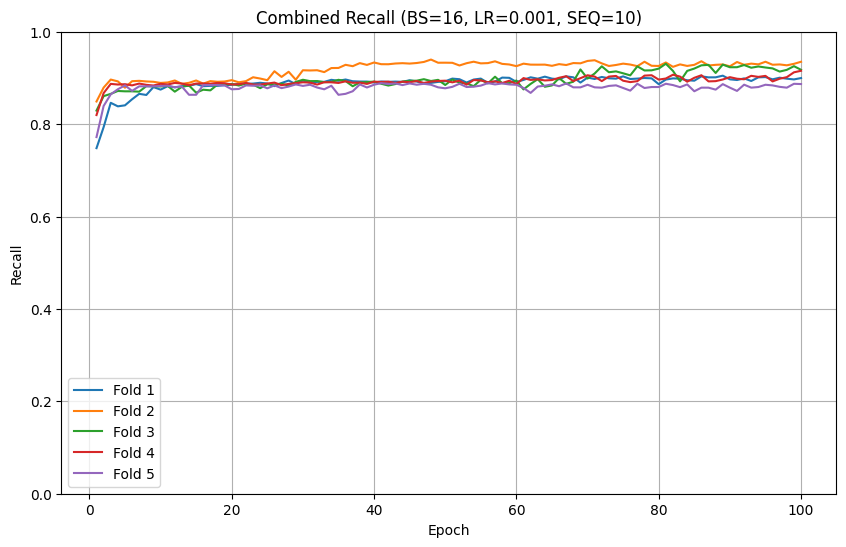 Combined Recall (BS=16, LR=0.001, SEQ=10)
1.0
0.8
0.6
0.4
0.2
0.0
Recall
Fold 1
Fold 2
Fold 3
Fold 4
Fold 5
0 20 40 60 80 100
Epoch